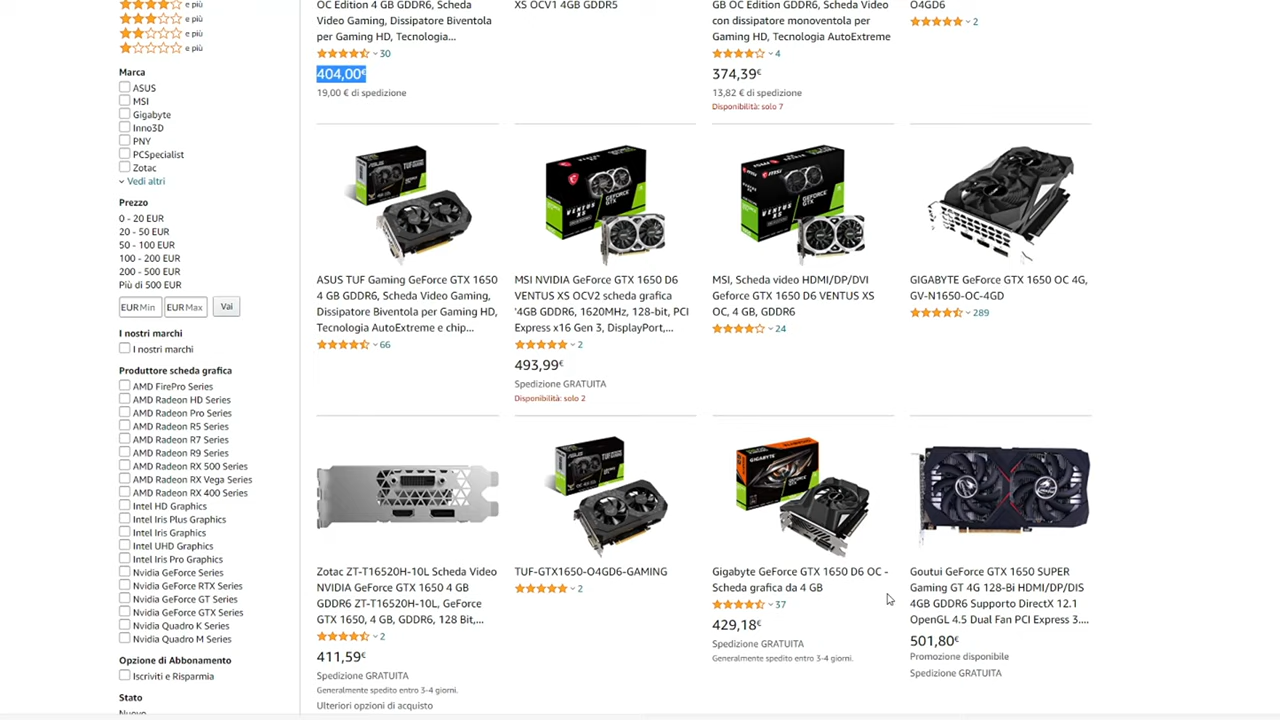 e più
e più
e più
e più
Marca
ASUS
MSI
Gigabyte
Inno3D
PNY
PCSpecialist
Zotac
Vedi altri
Prezzo
0 - 20 EUR
20 - 50 EUR
50 - 100 EUR
100 - 200 EUR
200 - 500 EUR
Più di 500 EUR
EUR Min EUR Max Vai
I nostri marchi
I nostri marchi
Produttore scheda grafica
AMD FirePro Series
AMD Radeon HD Series
AMD Radeon Pro Series
AMD Radeon R5 Series
AMD Radeon R7 Series
AMD Radeon R9 Series
AMD Radeon RX 500 Series
AMD Radeon RX Vega Series
AMD Radeon RX 400 Series
Intel HD Graphics
Intel Iris Plus Graphics
Intel Iris Graphics
Intel UHD Graphics
Intel Iris Pro Graphics
Nvidia GeForce Series
Nvidia GeForce RTX Series
Nvidia GeForce GT Series
Nvidia GeForce GTX Series
Nvidia Quadro K Series
Nvidia Quadro M Series
Opzione di Abbonamento
Iscriviti e Risparmia
Stato
Nuovo
OC Edition 4 GB GDDR6, Scheda
Video Gaming, Dissipatore Biventola
per Gaming HD, Tecnologia...
30
404,00€
19,00 € di spedizione
XS OCV1 4GB GDDR5
GB OC Edition GDDR6, Scheda Video
con dissipatore monoventola per
Gaming HD, Tecnologia AutoExtreme
4
374,39€
13,82 € di spedizione
Disponibilità: solo 7
O4GD6
2
ASUS TUF Gaming GeForce GTX 1650
4 GB GDDR6, Scheda Video Gaming,
Dissipatore Biventola per Gaming HD,
Tecnologia AutoExtreme e chip...
66
MSI NVIDIA GeForce GTX 1650 D6
VENTUS XS OCV2 scheda grafica
'4GB GDDR6, 1620MHz, 128-bit, PCI
Express x16 Gen 3, DisplayPort,...
2
493,99€
Spedizione GRATUITA
Disponibilità: solo 2
MSI, Scheda video HDMI/DP/DVI
Geforce GTX 1650 D6 VENTUS XS
OC, 4 GB, GDDR6
24
GIGABYTE GeForce GTX 1650 OC 4G,
GV-N1650-OC-4GD
289
Zotac ZT-T16520H-10L Scheda Video
NVIDIA GeForce GTX 1650 4 GB
GDDR6 ZT-T16520H-10L, GeForce
GTX 1650, 4 GB, GDDR6, 128 Bit,...
2
411,59€
Spedizione GRATUITA
Generalmente spedito entro 3-4 giorni.
Ulteriori opzioni di acquisto
TUF-GTX1650-O4GD6-GAMING
2
GIGABYTE
Gigabyte GeForce GTX 1650 D6 OC -
Scheda grafica da 4 GB
37
429,18€
Spedizione GRATUITA
Generalmente spedito entro 3-4 giorni.
Goutui GeForce GTX 1650 SUPER
Gaming GT 4G 128-Bi HDMI/DP/DIS
4GB GDDR6 Supporto DirectX 12.1
OpenGL 4.5 Dual Fan PCI Express 3....
501,80€
Promozione disponibile
Spedizione GRATUITA